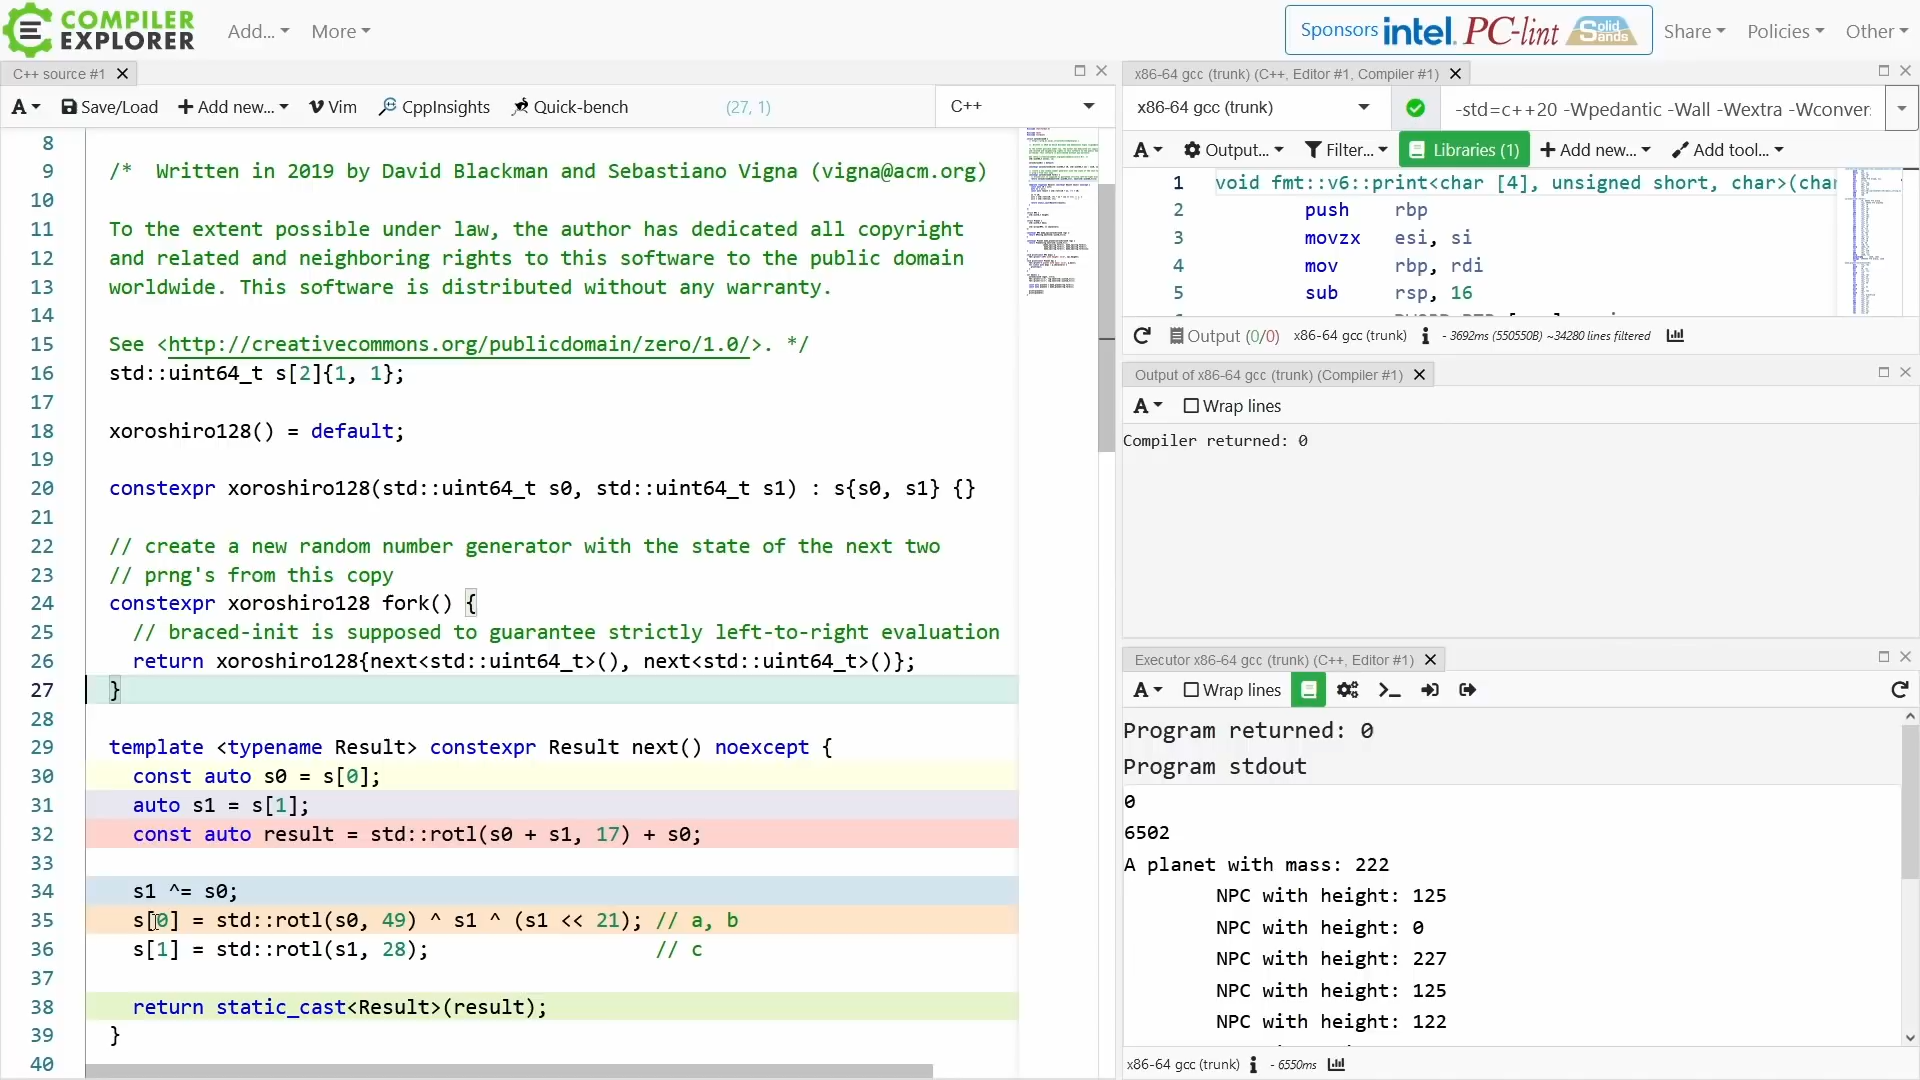 COMPILER
EXPLORER
Add...
More
Sponsors intel. PC-lint Solid Sands
Share
Policies
Other
C++ source #1
A
Save/Load
Add new...
Vim
CppInsights
Quick-bench
(27, 1)
C++
8
9 /*  Written in 2019 by David Blackman and Sebastiano Vigna (vigna@acm.org)
10
11 To the extent possible under law, the author has dedicated all copyright
12 and related and neighboring rights to this software to the public domain
13 worldwide. This software is distributed without any warranty.
14
15 See <http://creativecommons.org/publicdomain/zero/1.0/>. */
16 std::uint64_t s[2]{1, 1};
17
18 xoroshiro128() = default;
19
20 constexpr xoroshiro128(std::uint64_t s0, std::uint64_t s1) : s{s0, s1} {}
21
22 // create a new random number generator with the state of the next two
23 // prng's from this copy
24 constexpr xoroshiro128 fork() {
25 // braced-init is supposed to guarantee strictly left-to-right evaluation
26 return xoroshiro128{next<std::uint64_t>(), next<std::uint64_t>()};
27 }
28
29 template <typename Result> constexpr Result next() noexcept {
30 const auto s0 = s[0];
31 auto s1 = s[1];
32 const auto result = std::rotl(s0 + s1, 17) + s0;
33
34 s1 ^= s0;
35 s[0] = std::rotl(s0, 49) ^ s1 ^ (s1 << 21); // a, b
36 s[1] = std::rotl(s1, 28); // c
37
38 return static_cast<Result>(result);
39 }
40
x86-64 gcc (trunk) (C++, Editor #1, Compiler #1)
x86-64 gcc (trunk)
-std=c++20 -Wpedantic -Wall -Wextra -Wconver
A
Output...
Filter...
Libraries (1)
Add new...
Add tool...
1 void fmt::v6::print<char [4], unsigned short, char>(char
2 push rbp
3 movzx esi, si
4 mov rbp, rdi
5 sub rsp, 16
Output (0/0) x86-64 gcc (trunk) i - 3692ms (550550B) ~34280 lines filtered
Output of x86-64 gcc (trunk) (Compiler #1)
A
Wrap lines
Compiler returned: 0
Executor x86-64 gcc (trunk) (C++, Editor #1)
A
Wrap lines
Program returned: 0
Program stdout
0
6502
A planet with mass: 222
NPC with height: 125
NPC with height: 0
NPC with height: 227
NPC with height: 125
NPC with height: 122
x86-64 gcc (trunk) i - 6550ms